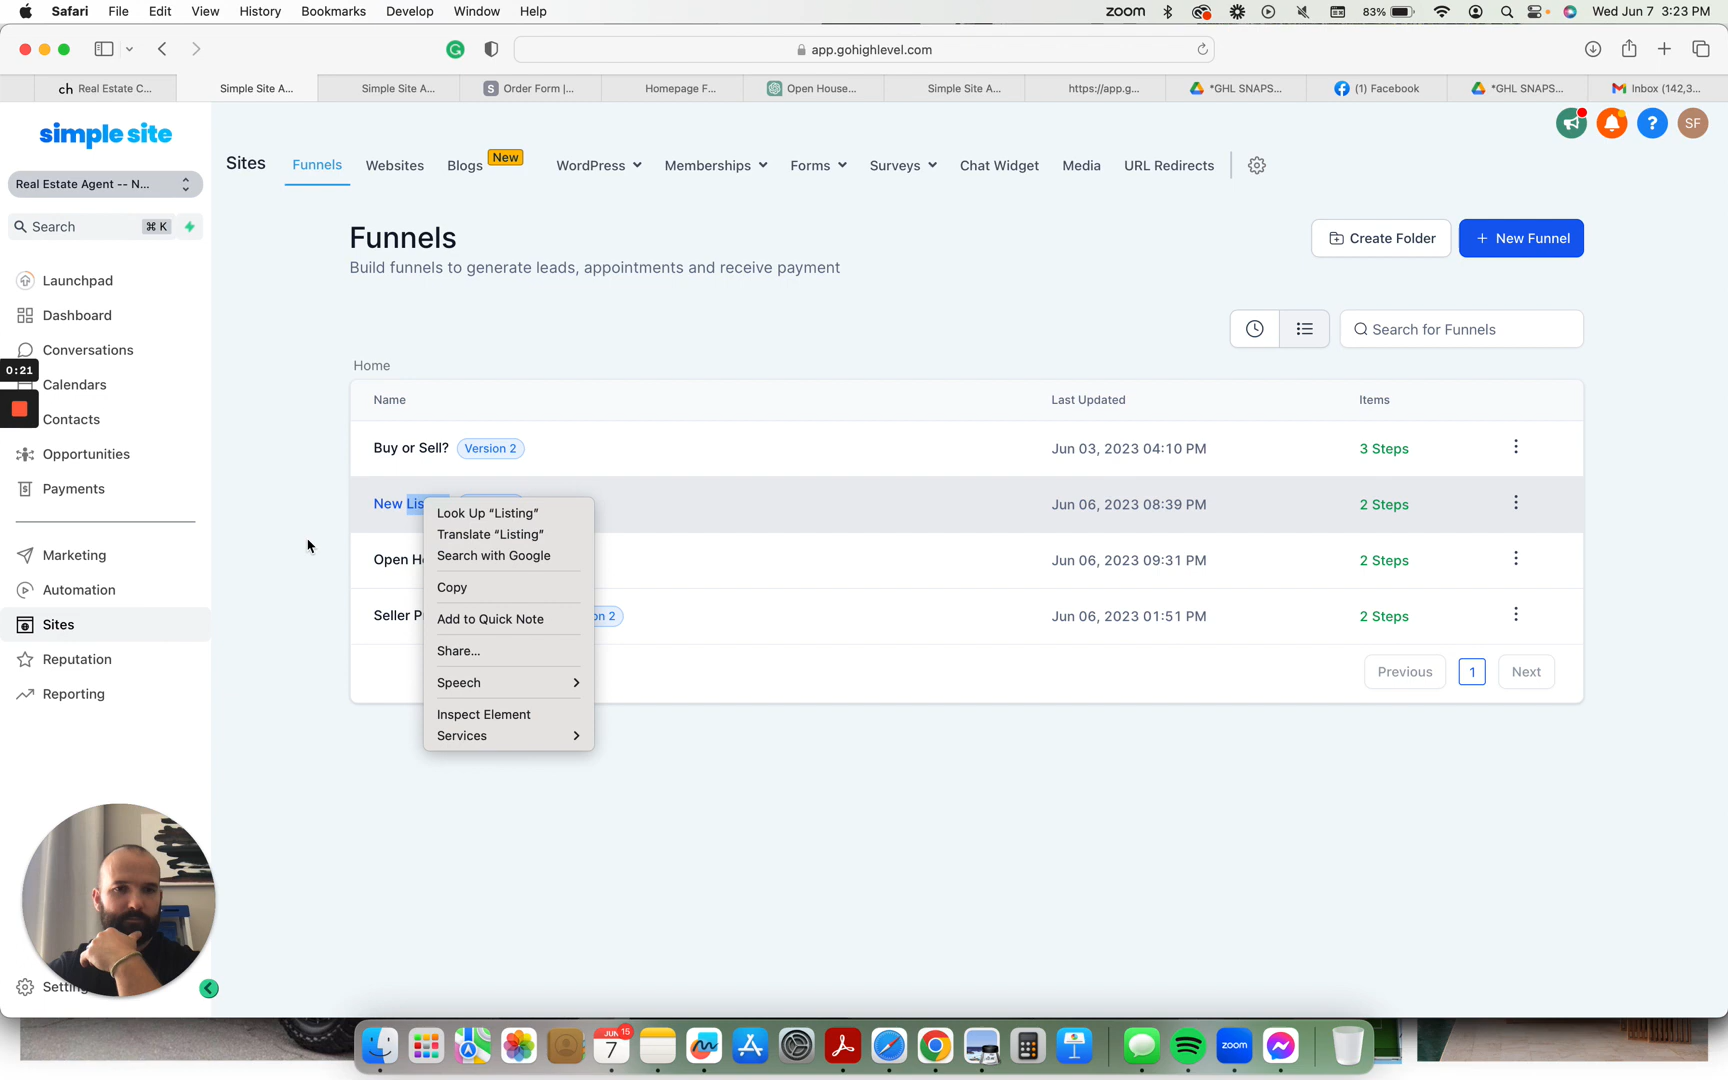 Safari File Edit View History Bookmarks Develop Window Help zoom 83% Wed Jun 7 3:23 PM
app.gohighlevel.com
ch Real Estate C... Simple Site A... Simple Site A... S Order Form |... Homepage F... Open House... Simple Site A... https://app.g... *GHL SNAPS... (1) Facebook *GHL SNAPS... Inbox (142,3...
simple site
? SF
Sites Funnels Websites Blogs New WordPress Memberships Forms Surveys Chat Widget Media URL Redirects
Real Estate Agent -- N...
Search ⌘ K
Funnels
Create Folder
+ New Funnel
Build funnels to generate leads, appointments and receive payment
Launchpad
Dashboard
Conversations
0:21
Calendars
Contacts
Opportunities
Payments
Marketing
Automation
Sites
Reputation
Reporting
Search for Funnels
Home
Name Last Updated Items
Buy or Sell? Version 2 Jun 03, 2023 04:10 PM 3 Steps
New Lis Jun 06, 2023 08:39 PM 2 Steps
Open H Jun 06, 2023 09:31 PM 2 Steps
Seller P on 2 Jun 06, 2023 01:51 PM 2 Steps
Previous 1 Next
Look Up “Listing”
Translate “Listing”
Search with Google
Copy
Add to Quick Note
Share...
Speech
Inspect Element
Services
Setting
JUN 15
7
zoom